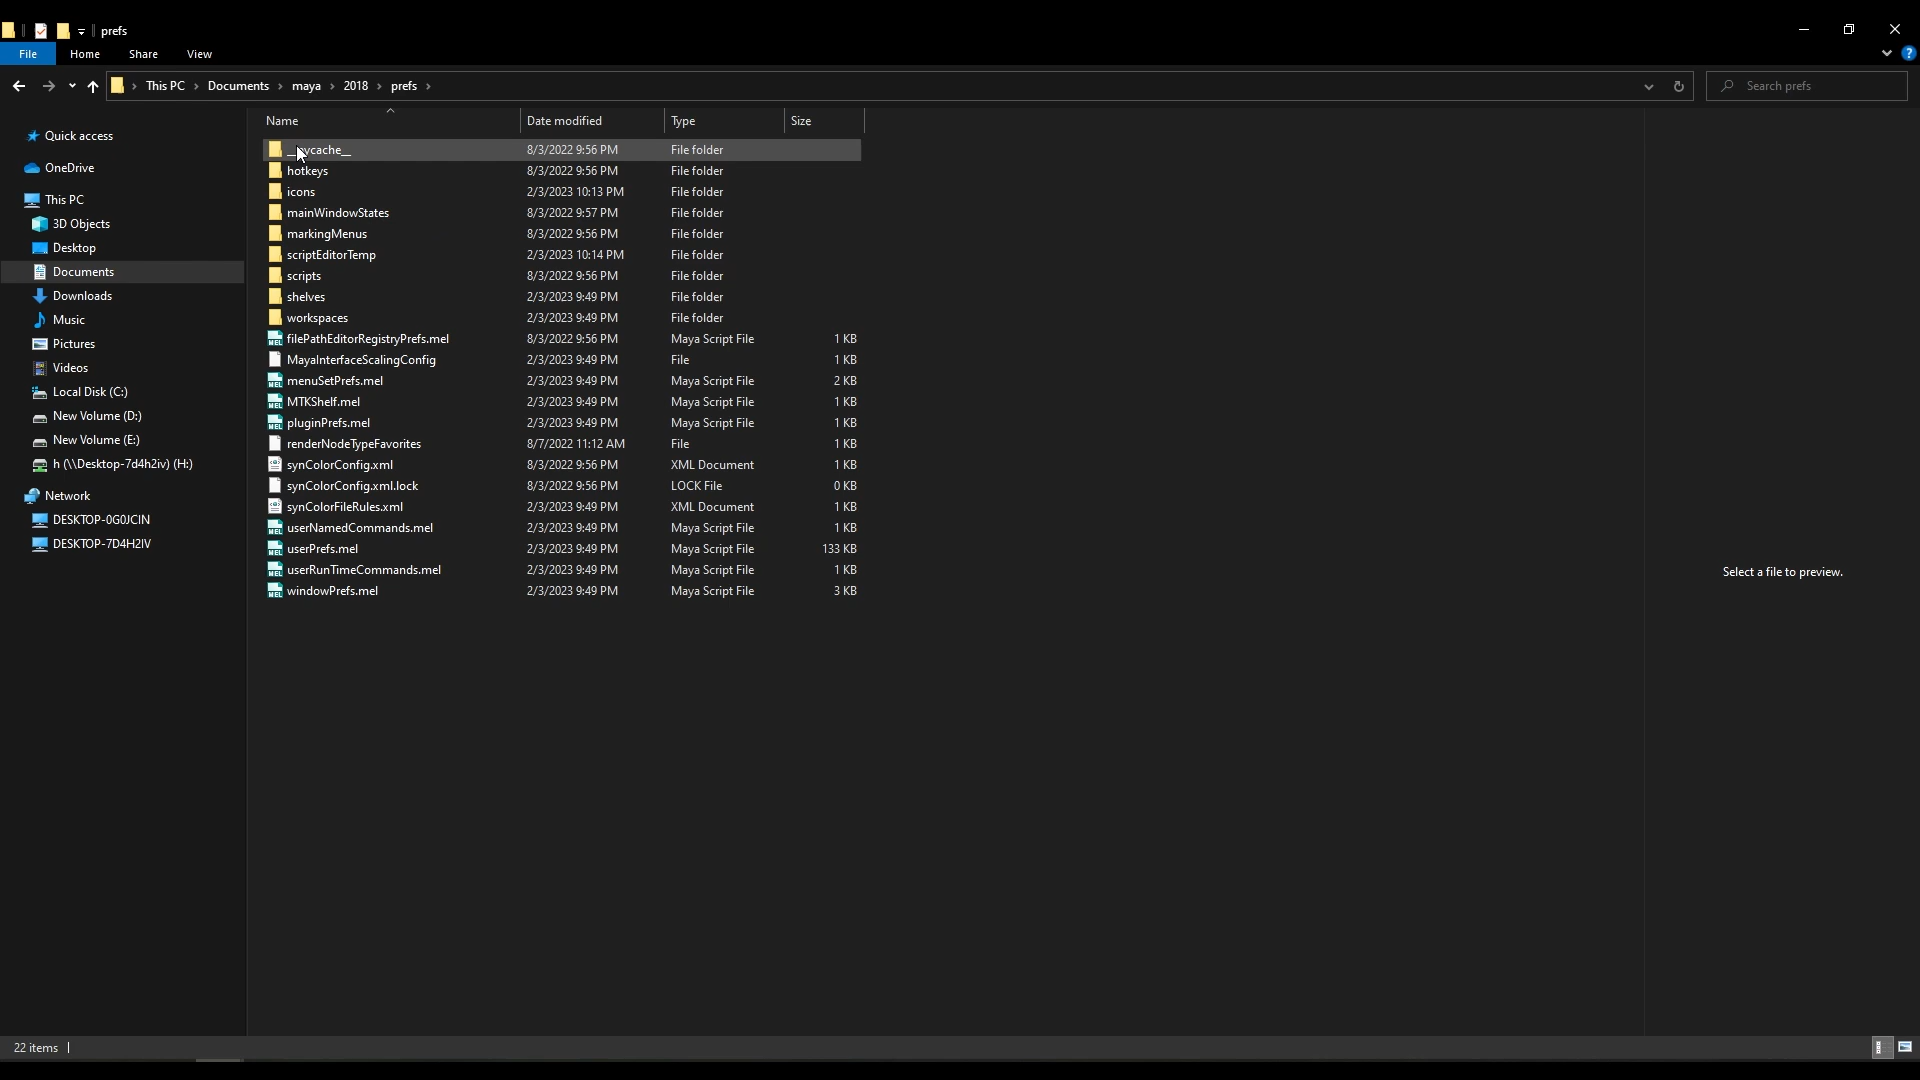 prefs
File Home Share View
This PC Documents maya 2018 prefs
Search prefs
Name Date modified Type Size
Quick access
OneDrive
This PC
3D Objects
Desktop
Documents
Downloads
Music
Pictures
Videos
Local Disk (C:)
New Volume (D:)
New Volume (E:)
h (\\Desktop-7d4h2iv) (H:)
Network
DESKTOP-0G0JCIN
DESKTOP-7D4H2IV
8/3/2022 9:56 PM File folder
hotkeys 8/3/2022 9:56 PM File folder
icons 2/3/2023 10:13 PM File folder
mainWindowStates 8/3/2022 9:57 PM File folder
markingMenus 8/3/2022 9:56 PM File folder
scriptEditorTemp 2/3/2023 10:14 PM File folder
scripts 8/3/2022 9:56 PM File folder
shelves 2/3/2023 9:49 PM File folder
workspaces 2/3/2023 9:49 PM File folder
filePathEditorRegistryPrefs.mel 8/3/2022 9:56 PM Maya Script File 1 KB
MayaInterfaceScalingConfig 2/3/2023 9:49 PM File 1 KB
menuSetPrefs.mel 2/3/2023 9:49 PM Maya Script File 2 KB
MTKShelf.mel 2/3/2023 9:49 PM Maya Script File 1 KB
pluginPrefs.mel 2/3/2023 9:49 PM Maya Script File 1 KB
renderNodeTypeFavorites 8/7/2022 11:12 AM File 1 KB
synColorConfig.xml 8/3/2022 9:56 PM XML Document 1 KB
synColorConfig.xml.lock 8/3/2022 9:56 PM LOCK File 0 KB
synColorFileRules.xml 2/3/2023 9:49 PM XML Document 1 KB
userNamedCommands.mel 2/3/2023 9:49 PM Maya Script File 1 KB
userPrefs.mel 2/3/2023 9:49 PM Maya Script File 133 KB
userRunTimeCommands.mel 2/3/2023 9:49 PM Maya Script File 1 KB
windowPrefs.mel 2/3/2023 9:49 PM Maya Script File 3 KB
Select a file to preview.
22 items